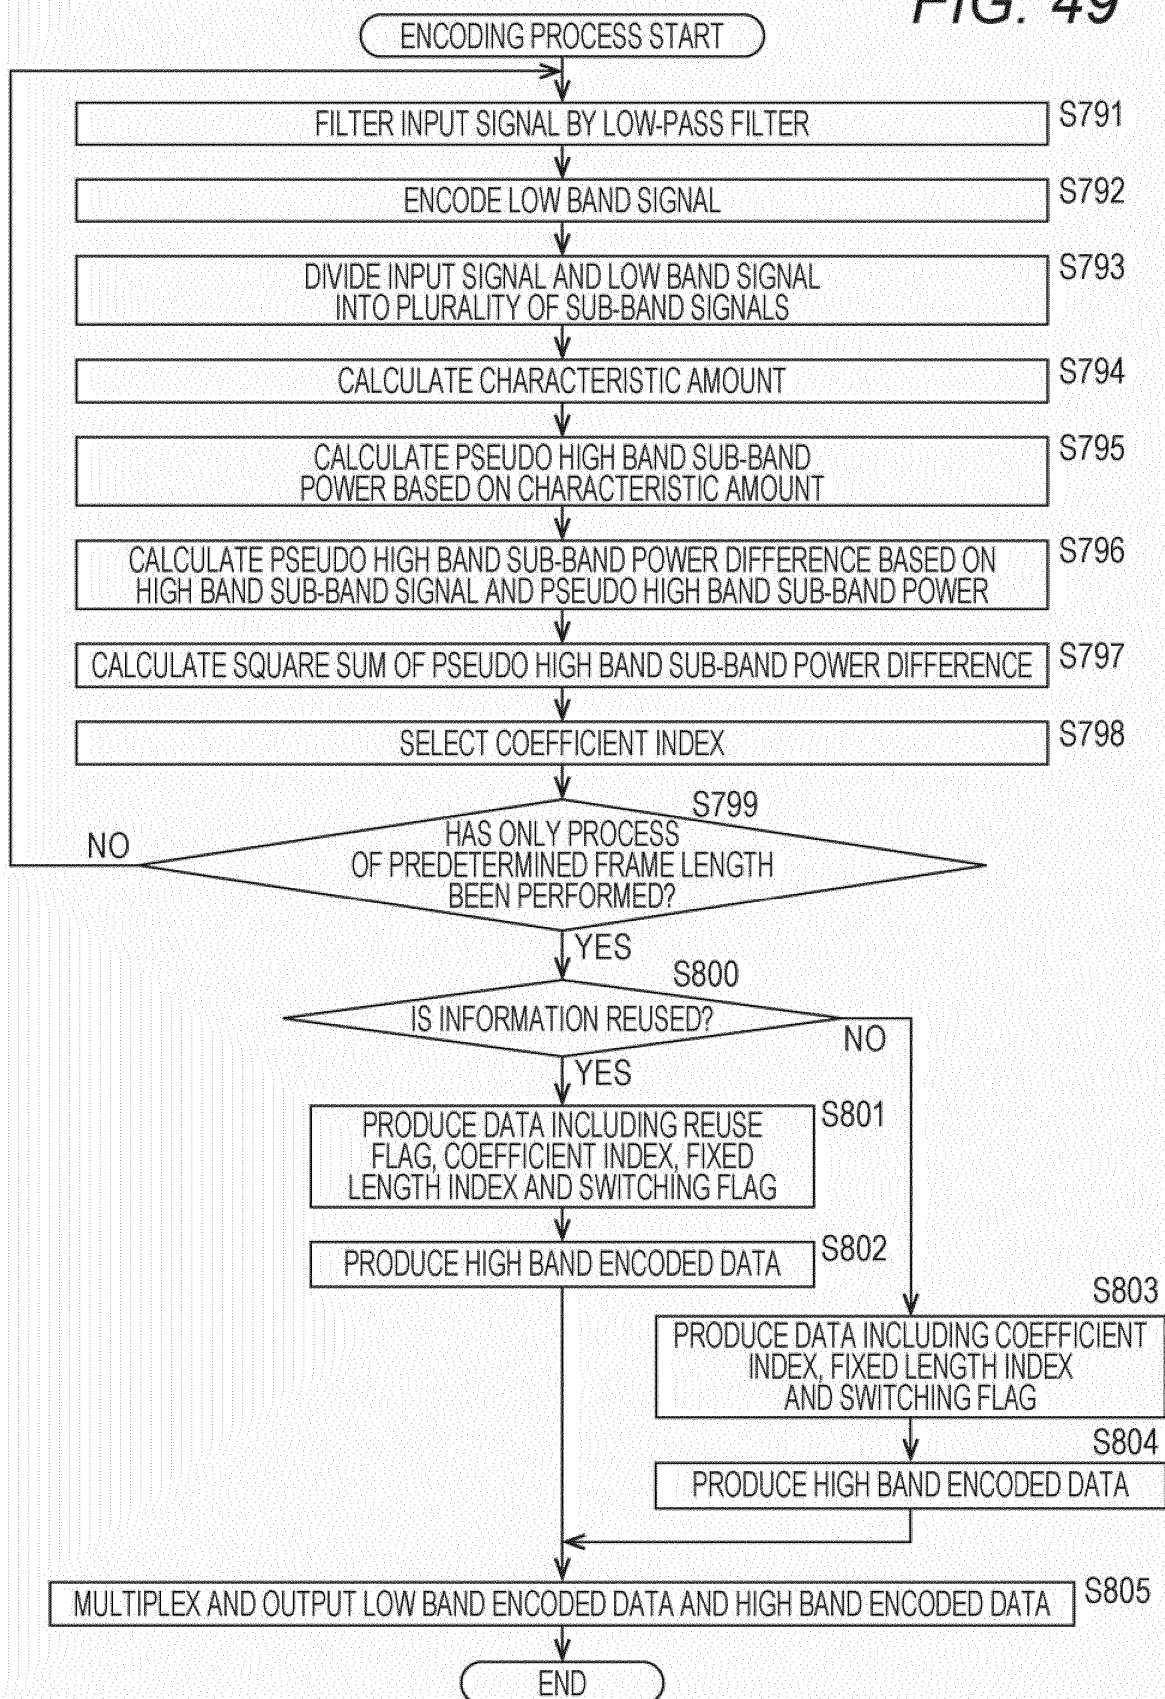 FIG. 49
ENCODING PROCESS START
FILTER INPUT SIGNAL BY LOW-PASS FILTER
S791
ENCODE LOW BAND SIGNAL
S792
DIVIDE INPUT SIGNAL AND LOW BAND SIGNAL
INTO PLURALITY OF SUB-BAND SIGNALS
S793
CALCULATE CHARACTERISTIC AMOUNT
S794
CALCULATE PSEUDO HIGH BAND SUB-BAND
POWER BASED ON CHARACTERISTIC AMOUNT
S795
CALCULATE PSEUDO HIGH BAND SUB-BAND POWER DIFFERENCE BASED ON
HIGH BAND SUB-BAND SIGNAL AND PSEUDO HIGH BAND SUB-BAND POWER
S796
CALCULATE SQUARE SUM OF PSEUDO HIGH BAND SUB-BAND POWER DIFFERENCE
S797
SELECT COEFFICIENT INDEX
S798
S799
HAS ONLY PROCESS
OF PREDETERMINED FRAME LENGTH
BEEN PERFORMED?
NO
YES
S800
IS INFORMATION REUSED?
NO
YES
PRODUCE DATA INCLUDING REUSE
FLAG, COEFFICIENT INDEX, FIXED
LENGTH INDEX AND SWITCHING FLAG
S801
PRODUCE HIGH BAND ENCODED DATA
S802
S803
PRODUCE DATA INCLUDING COEFFICIENT
INDEX, FIXED LENGTH INDEX
AND SWITCHING FLAG
S804
PRODUCE HIGH BAND ENCODED DATA
MULTIPLEX AND OUTPUT LOW BAND ENCODED DATA AND HIGH BAND ENCODED DATA
S805
END